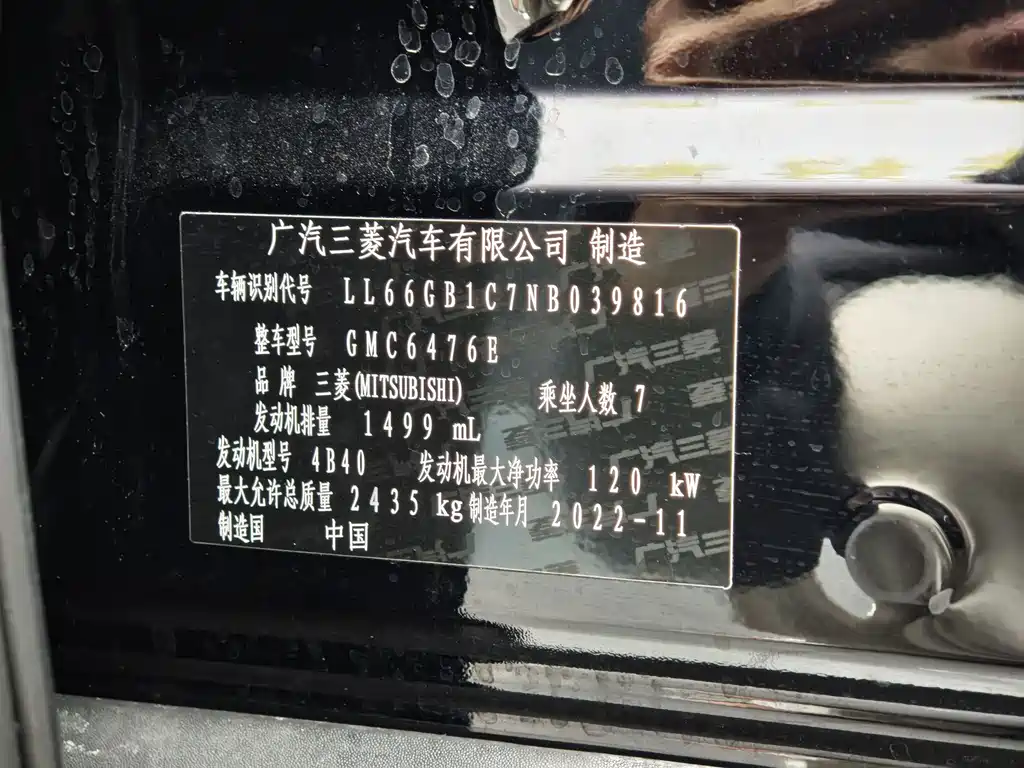 广汽三菱汽车有限公司 制造
车辆识别代号 LL66GB1C7NB039816
整车型号 GMC6476E
品牌 三菱(MITSUBISHI) 乘坐人数 7
发动机排量 1499 mL
发动机型号 4B40 发动机最大净功率 120 kW
最大允许总质量 2435 kg 制造年月 2022-11
制造国 中国